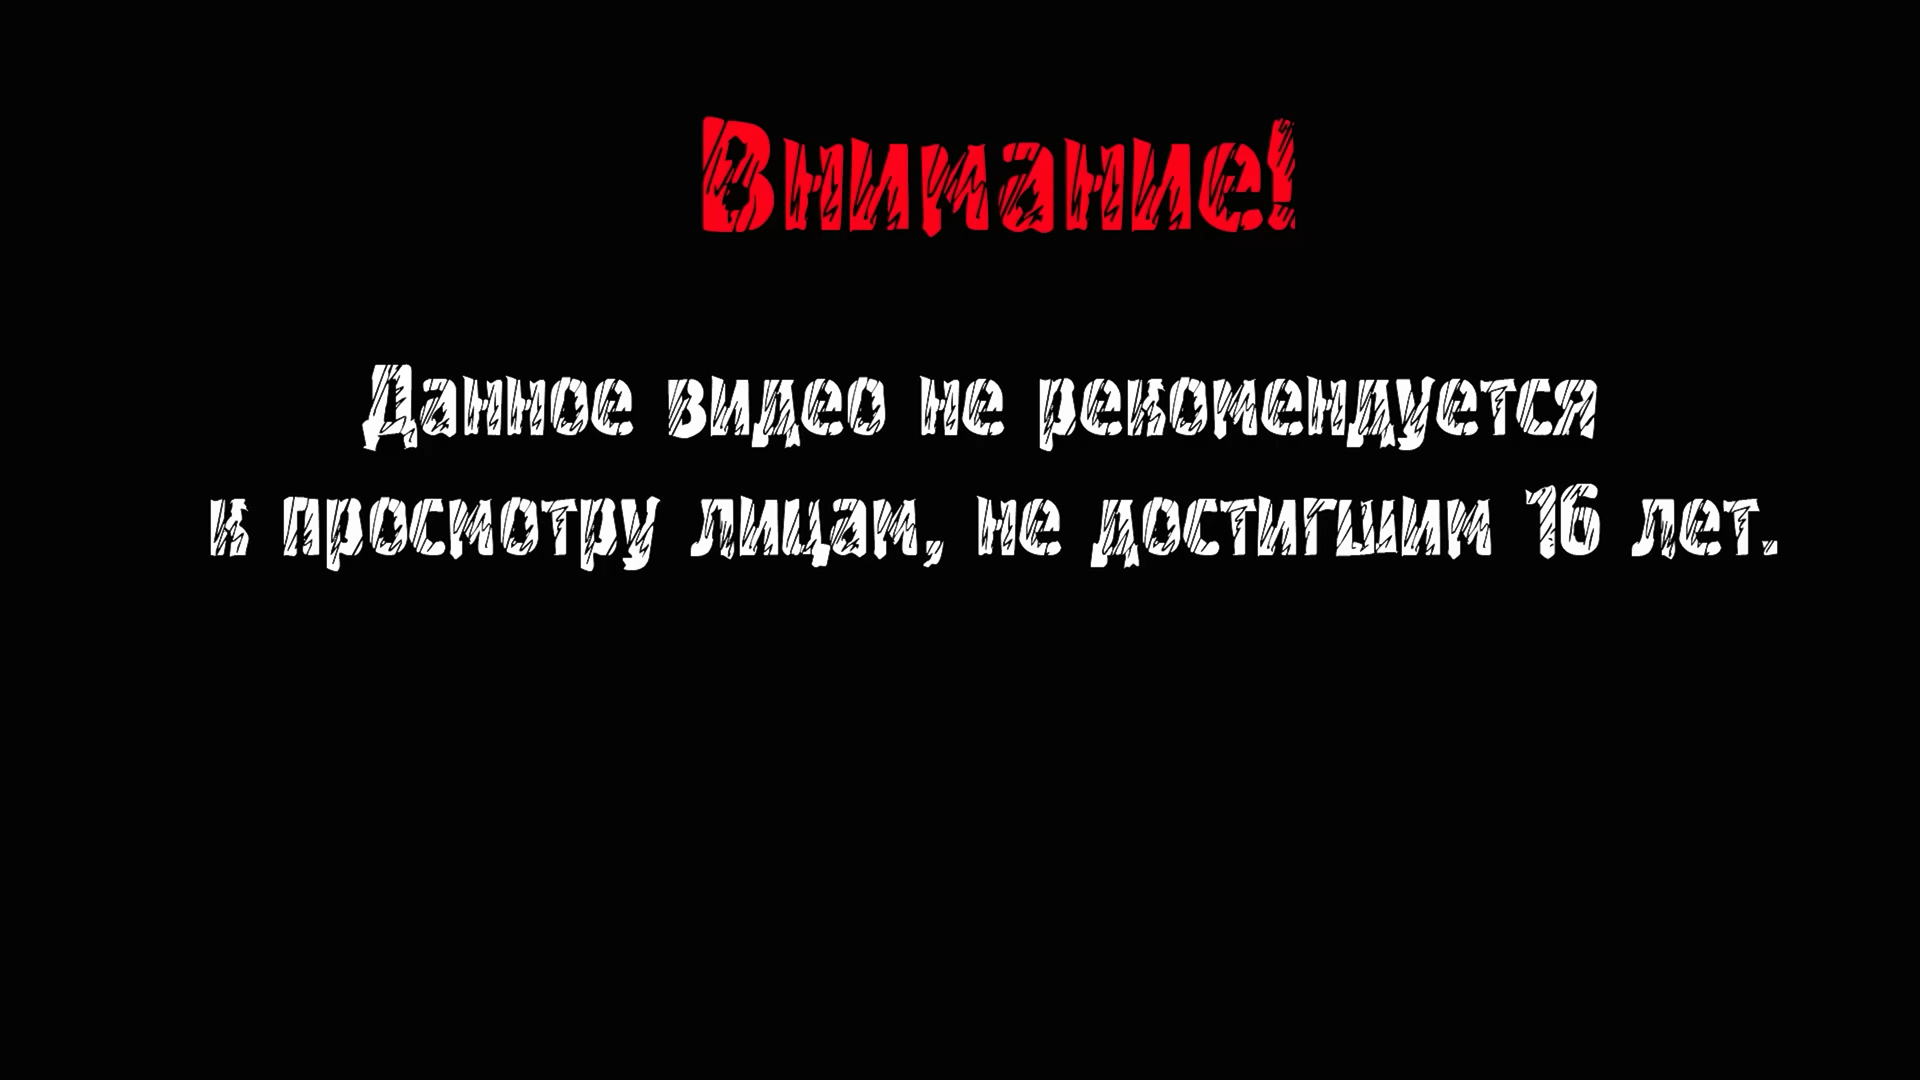 Внимание!
Данное видео не рекомендуется
к просмотру лицам, не достигшим 16 лет.